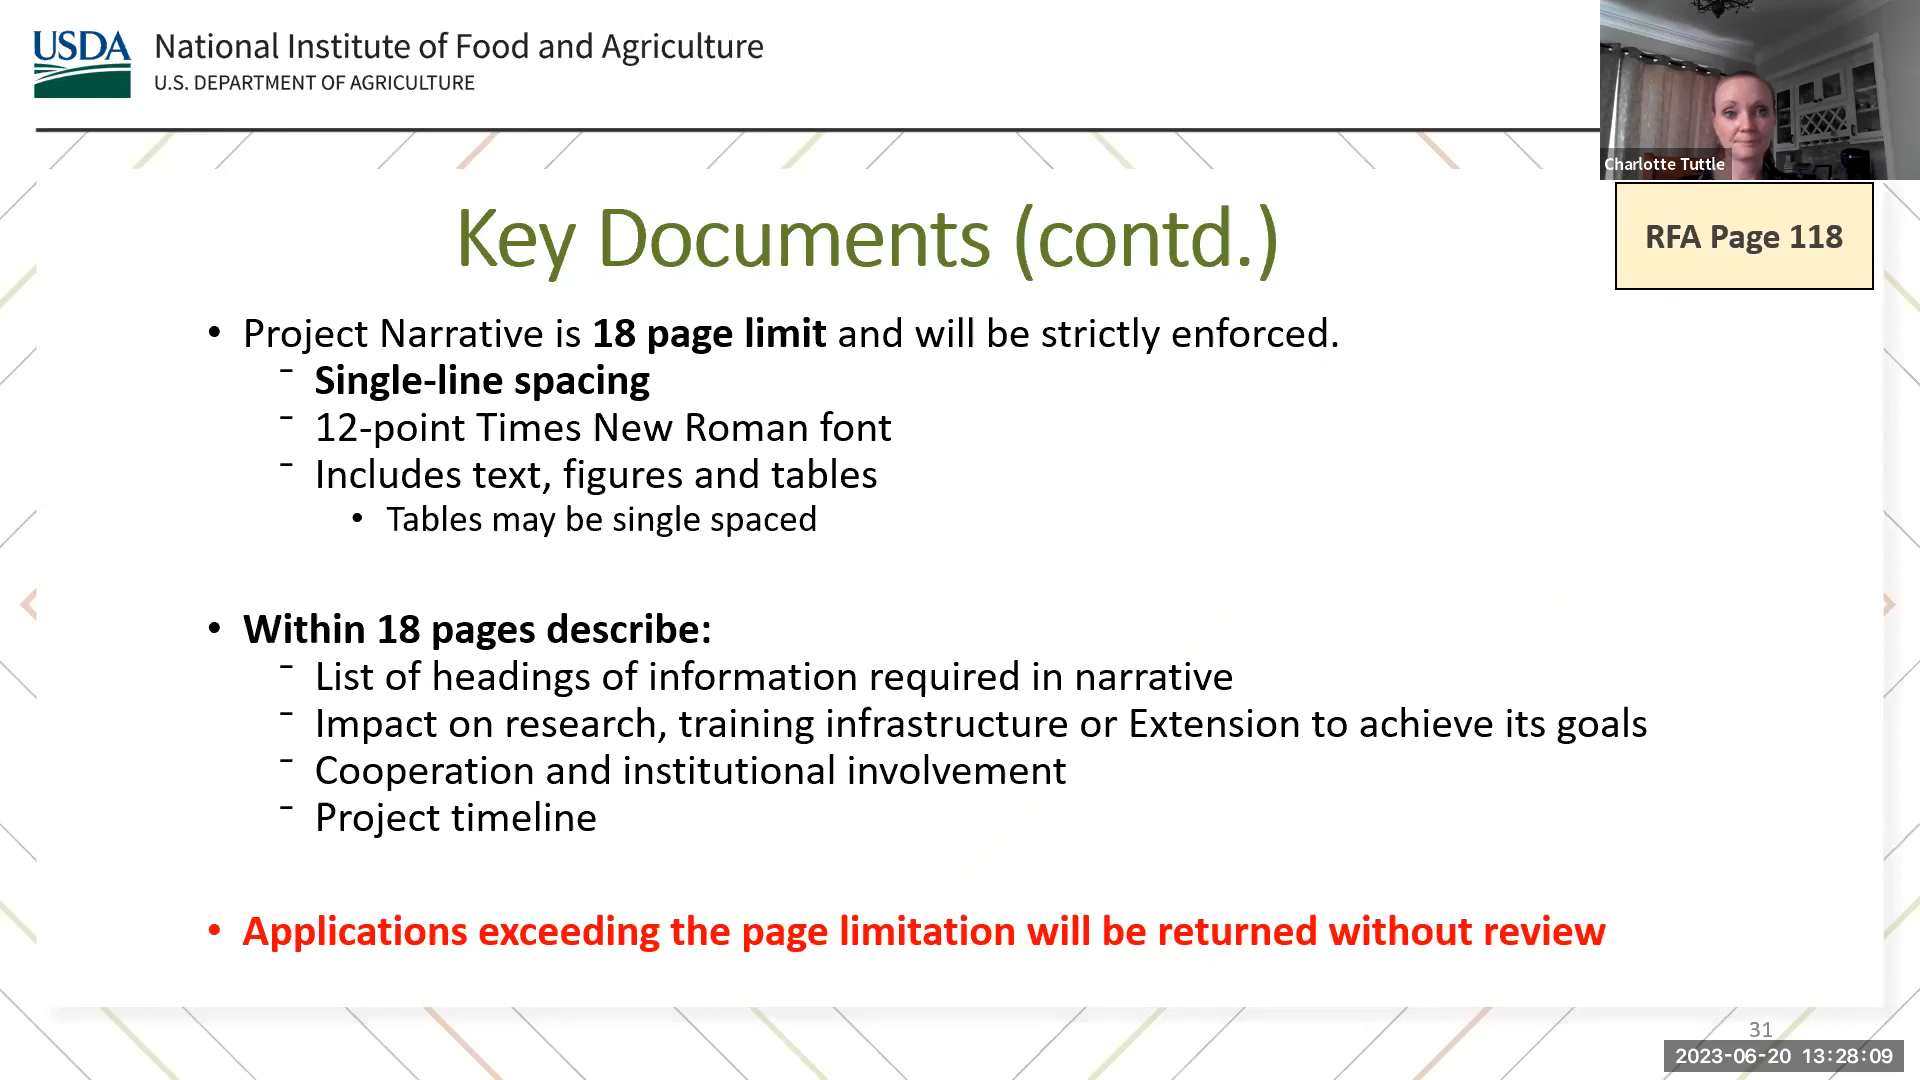 USDA
National Institute of Food and Agriculture
U.S. DEPARTMENT OF AGRICULTURE
Charlotte Tuttle
RFA Page 118
Key Documents (contd.)
• Project Narrative is 18 page limit and will be strictly enforced.
- Single-line spacing
- 12-point Times New Roman font
- Includes text, figures and tables
• Tables may be single spaced
• Within 18 pages describe:
- List of headings of information required in narrative
- Impact on research, training infrastructure or Extension to achieve its goals
- Cooperation and institutional involvement
- Project timeline
• Applications exceeding the page limitation will be returned without review
31
2023-06-20 13:28:09